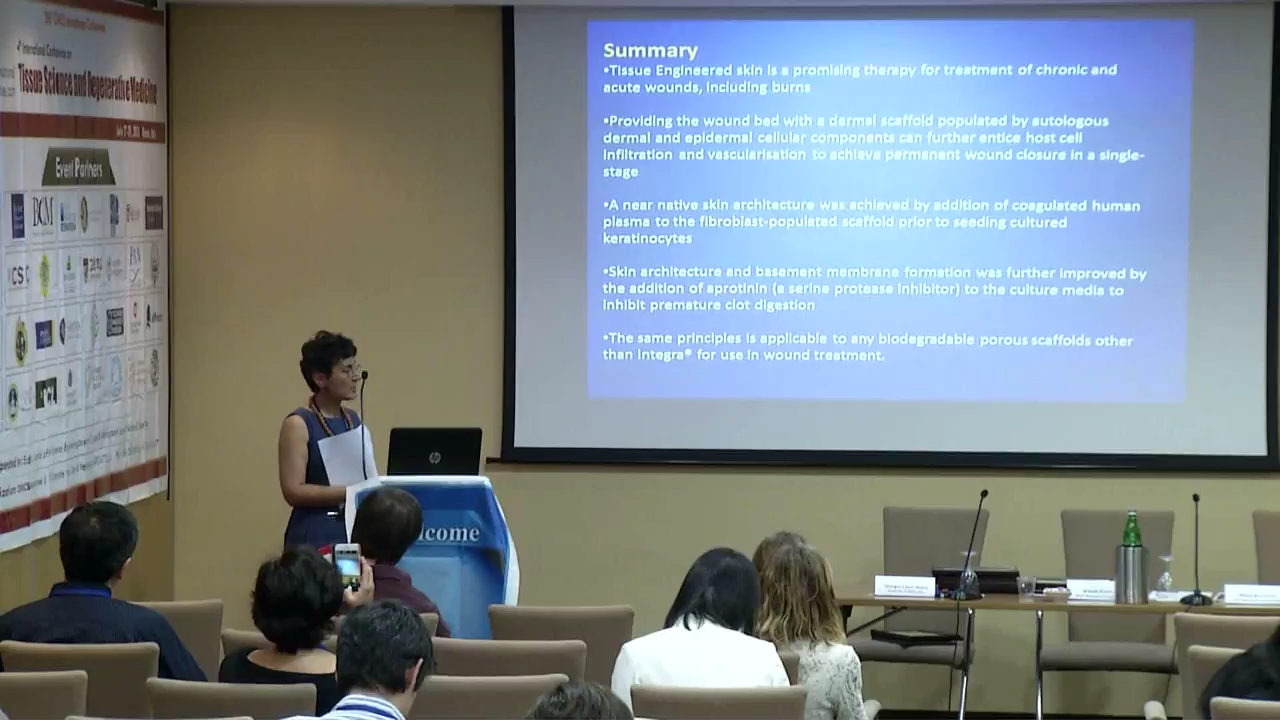 International Conference on
Tissue Science and Regenerative Medicine
Event Partners
BCM
Summary
•Tissue Engineered skin is a promising therapy for treatment of chronic and
acute wounds, including burns
•Providing the wound bed with a dermal scaffold populated by autologous
dermal and epidermal cellular components can further entice host cell
infiltration and vascularisation to achieve permanent wound closure in a single-
stage
•A near native skin architecture was achieved by addition of coagulated human
plasma to the fibroblast-populated scaffold prior to seeding cultured
keratinocytes
•Skin architecture and basement membrane formation was further improved by
the addition of aprotinin (a serine protease inhibitor) to the culture media to
inhibit premature clot digestion
•The same principles is applicable to any biodegradable porous scaffolds other
than Integra® for use in wound treatment.
hp
lcome